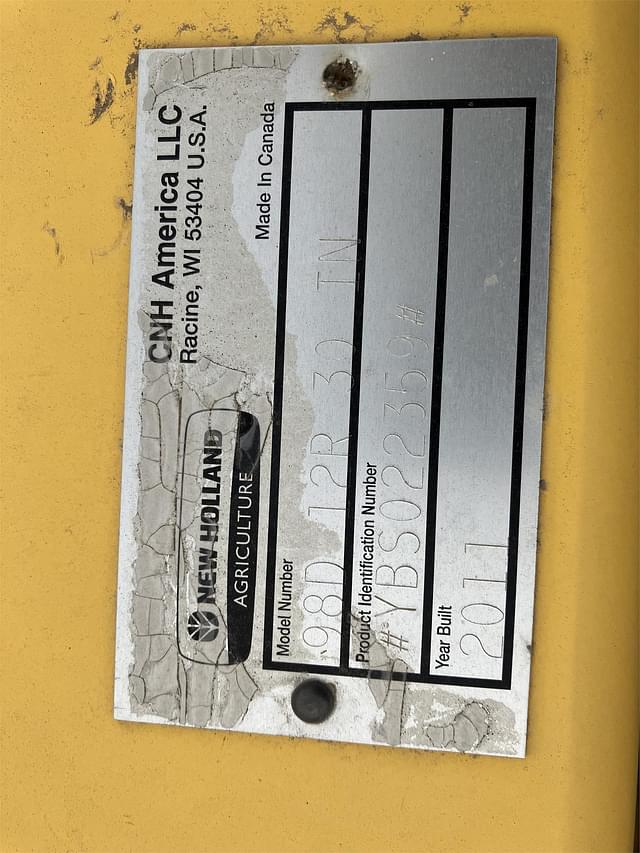 CNH America LLC
Racine, WI 53404 U.S.A.
NEW HOLLAND
AGRICULTURE
Made In Canada
Model Number
98D 12R 30 IN
Product Identification Number
#YBS022359#
Year Built
2011